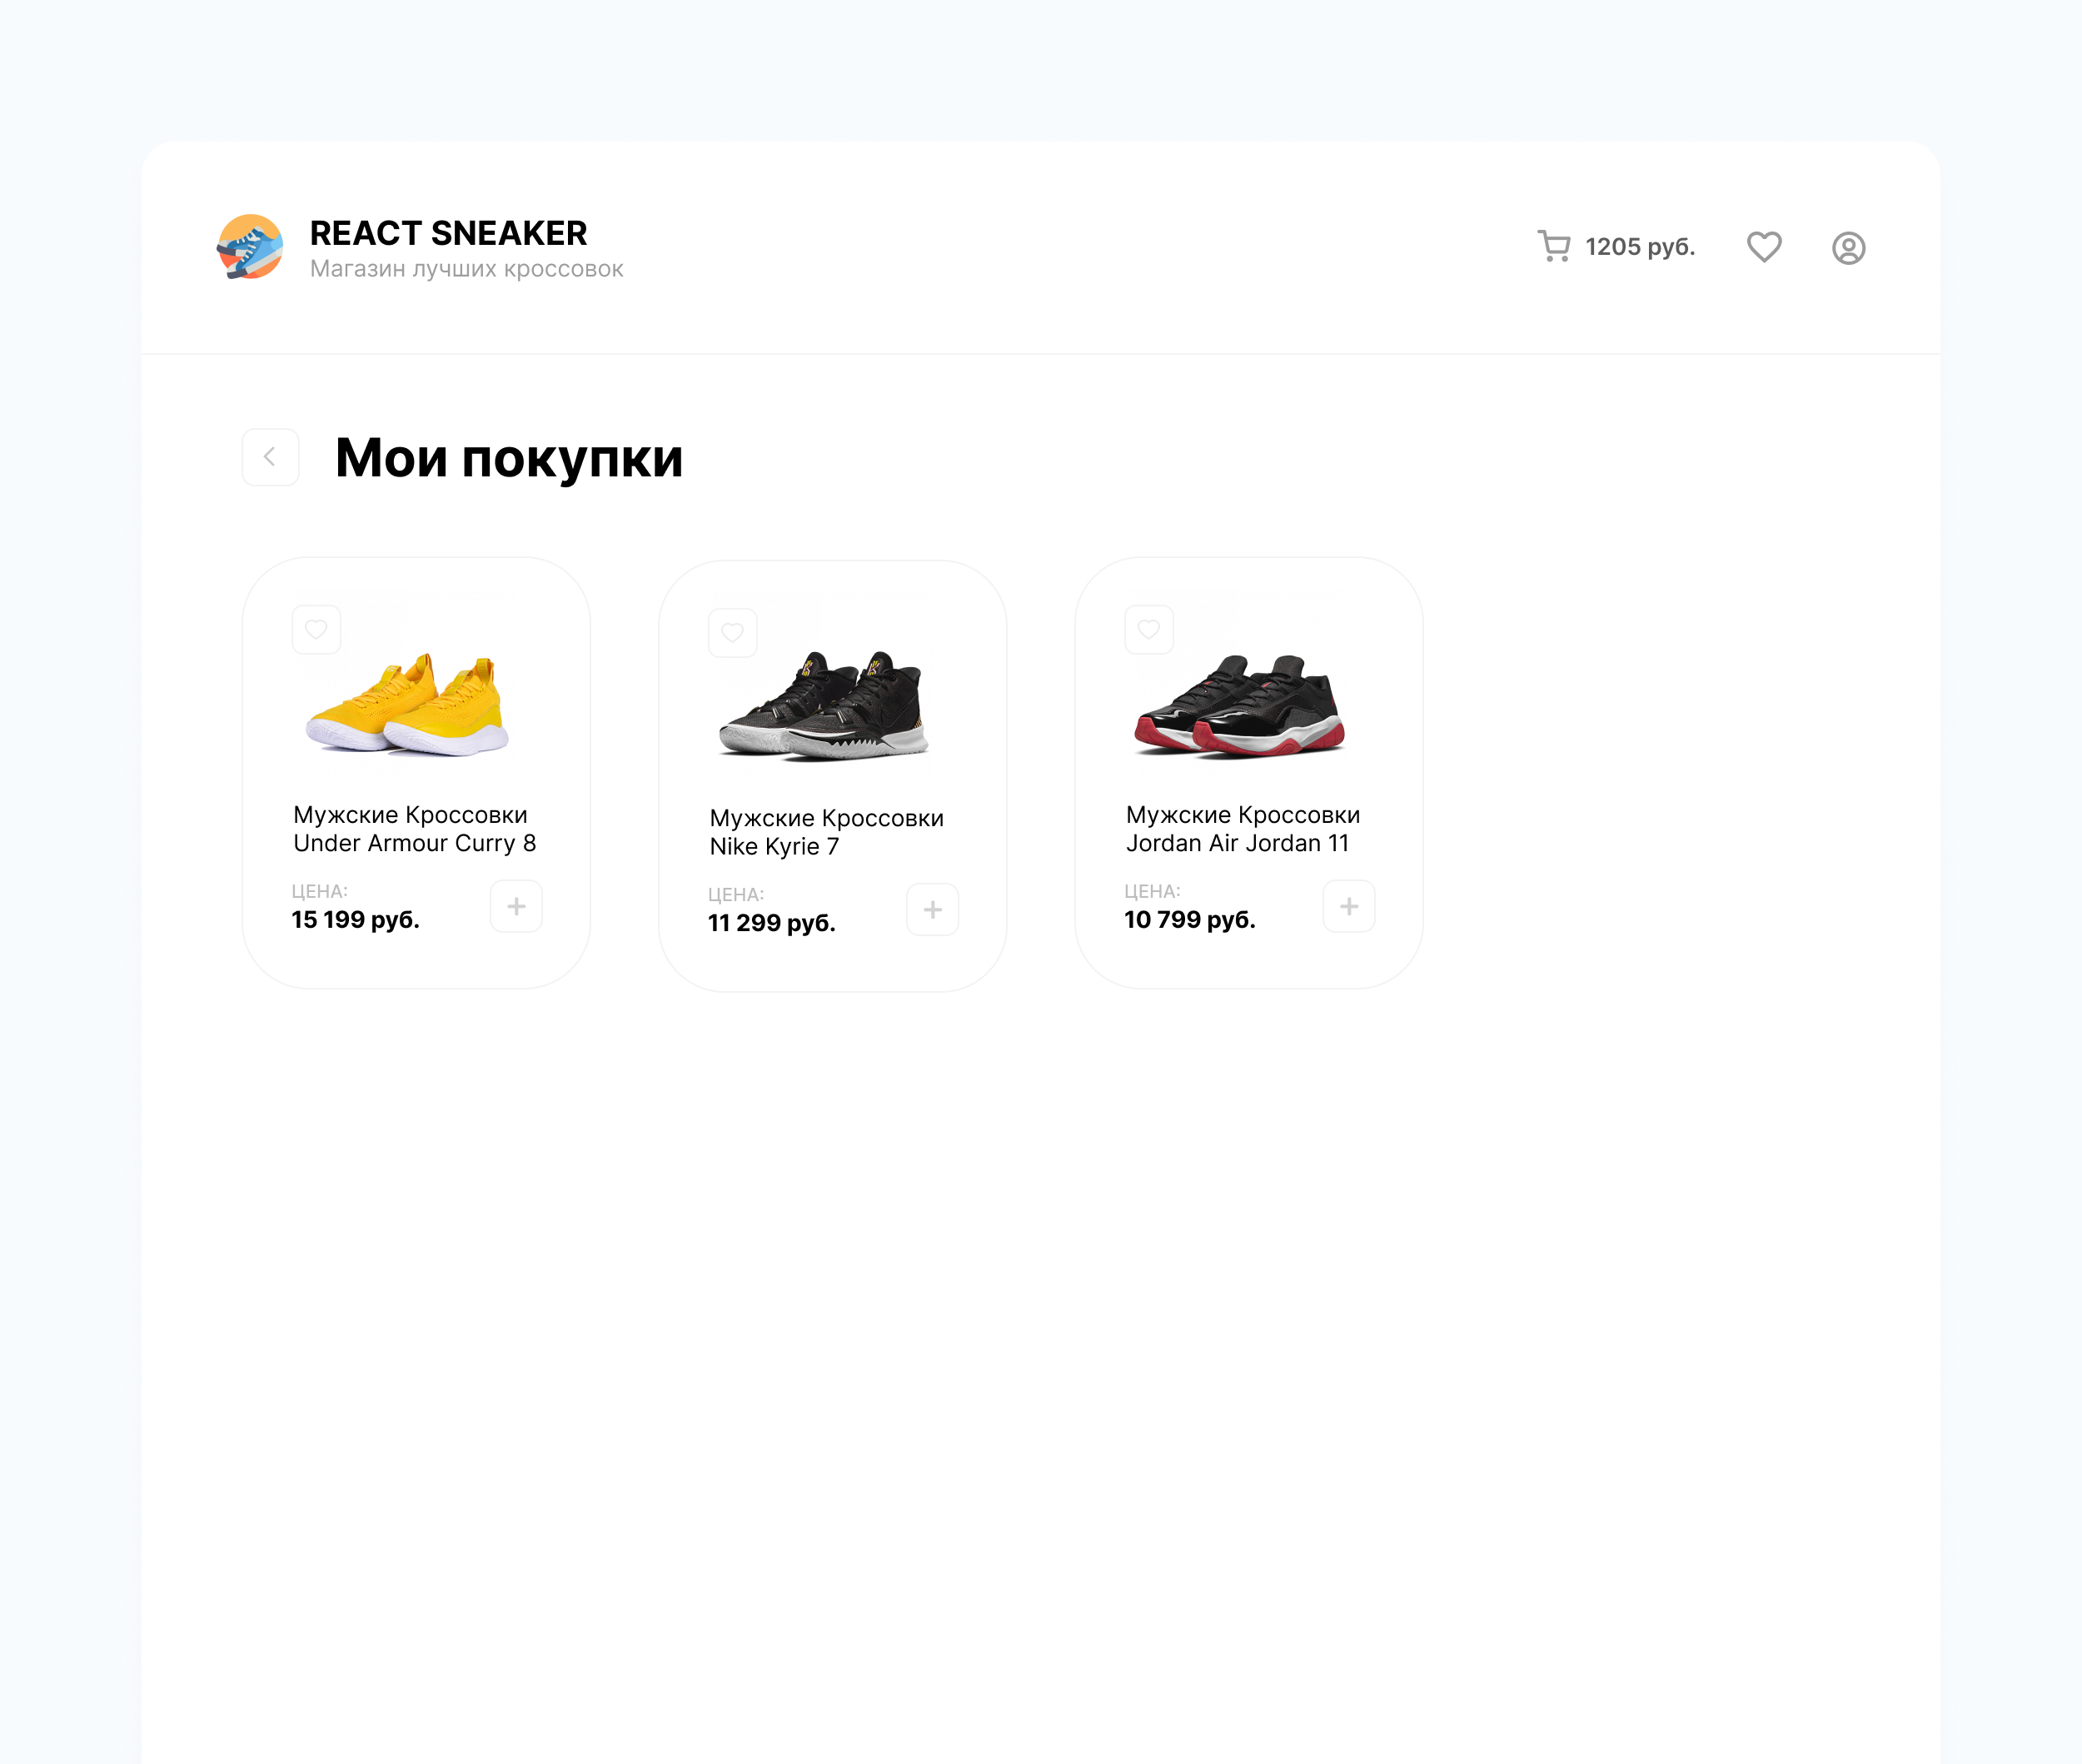 REACT SNEAKER
Магазин лучших кроссовок
1205 руб.
Мои покупки
Мужские Кроссовки
Under Armour Curry 8
ЦЕНА:
15 199 руб.
Мужские Кроссовки
Nike Kyrie 7
ЦЕНА:
11 299 руб.
Мужские Кроссовки
Jordan Air Jordan 11
ЦЕНА:
10 799 руб.